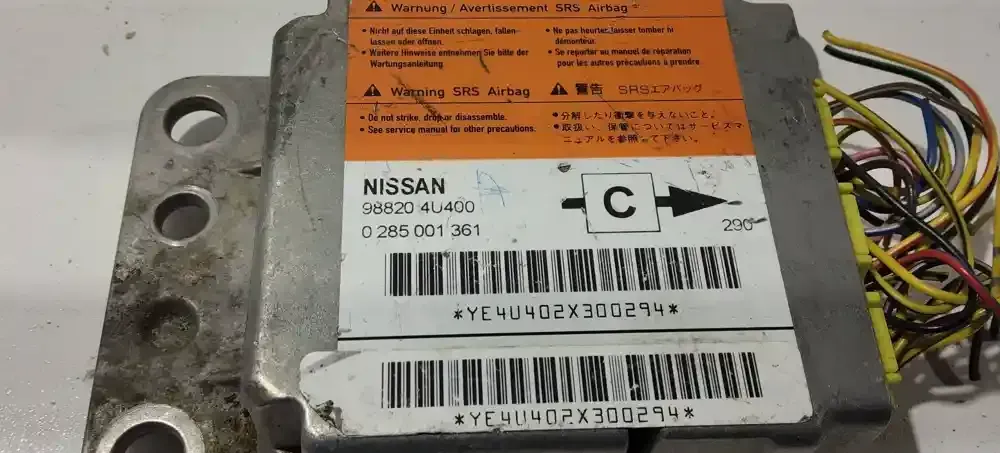 Warnung / Avertissement SRS Airbag
• Nicht auf diese Einheit schlagen, fallen-
lassen oder öffnen.
• Weitere Hinweise entnehmen Sie bitte der
Wartungsanleitung.
• Ne pas heurter, laisser tomber ni
démonteur.
• Se reporter au manuel de réparation
pour les autres précautions à prendre
Warning SRS Airbag
• Do not strike, drop or disassemble.
• See service manual for other precautions.
警告 SRSエアバッグ
• 分解したり衝撃を与えないこと。
• 取扱い、保管についてはサービスマ
ニュアルを参照って下さい。
NISSAN
98820 4U400
0 285 001 361
C
290
*YE4U402X300294*
*YE4U402X300294*